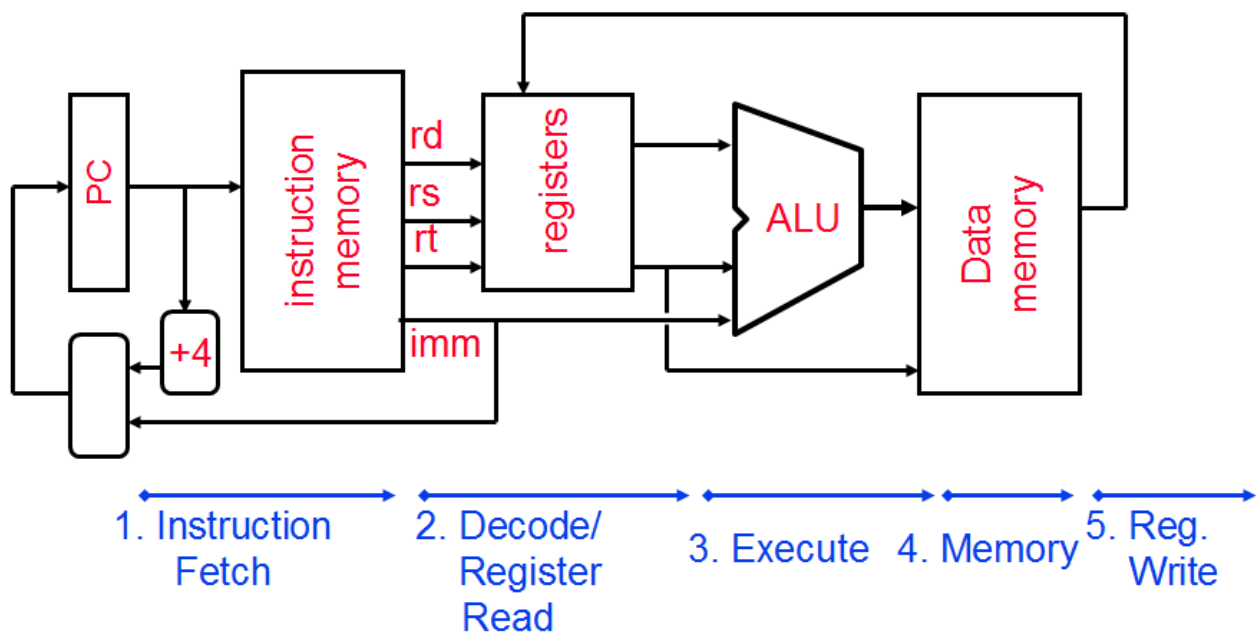 PC
+4
instruction
memory
rd
rs
rt
imm
registers
ALU
Data
memory
1. Instruction
Fetch
2. Decode/
Register
Read
3. Execute
4. Memory
5. Reg.
Write